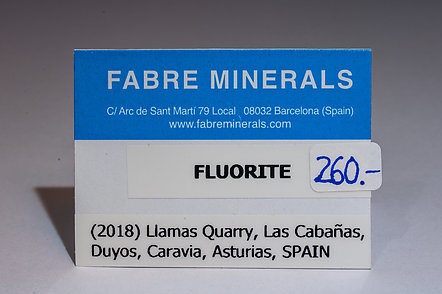 FABRE MINERALS
C/ Arc de Sant Martí 79 Local   08032 Barcelona (Spain)
www.fabreminerals.com
FLUORITE 260.-
(2018) Llamas Quarry, Las Cabañas,
Duyos, Caravia, Asturias, SPAIN